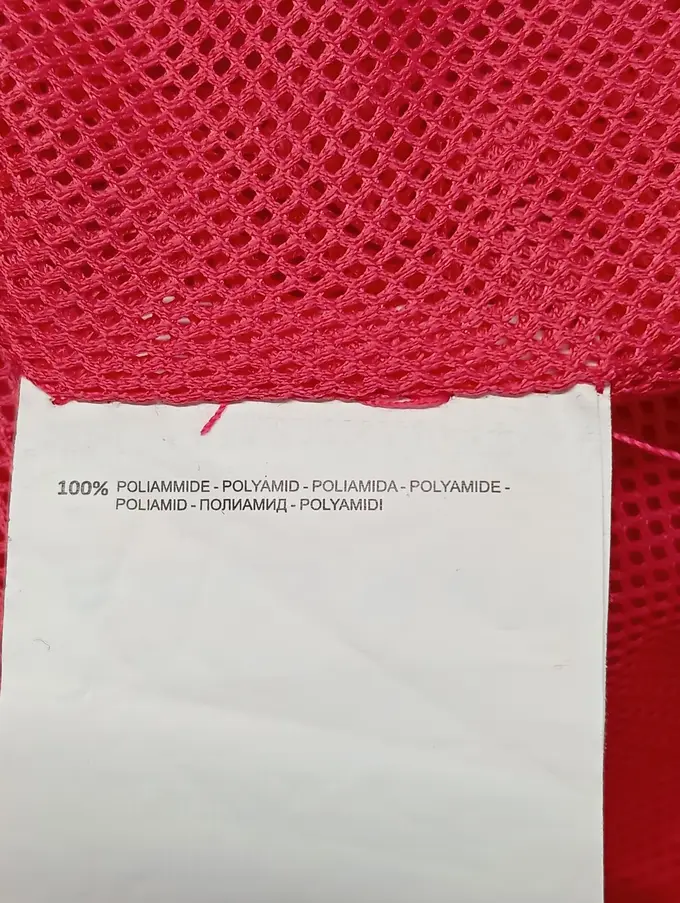 100% POLIAMMIDE - POLYAMID - POLIAMIDA - POLYAMIDE -
POLIAMID - ПОЛИАМИД - POLYAMIDI